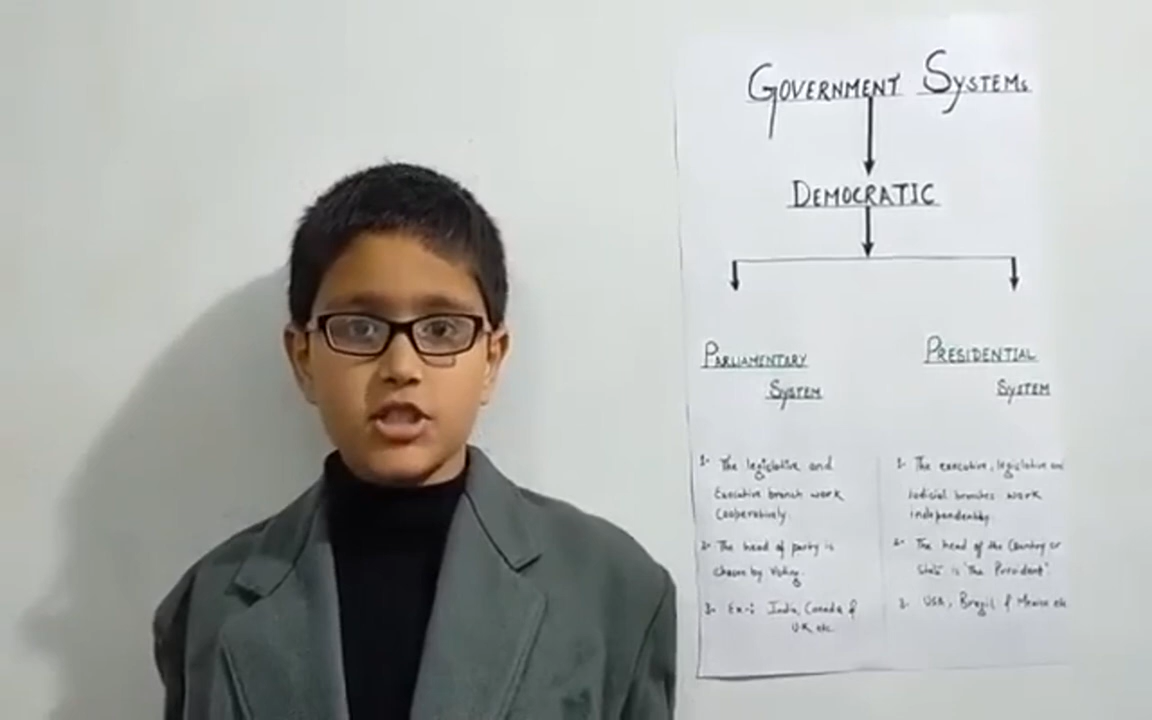 GOVERNMENT SYSTEMs
DEMOCRATIC
PARLIAMENTARY
SYSTEM
1- The legislative and
Executive branch work
Cooperatively.
2- The head of party is
chosen by Voting.
3- Ex-: India, Canada &
U.K etc.
PRESIDENTIAL
SYSTEM
1- The executive, legislative and
Judicial branches work
independently.
2- The head of the Country or
State is 'The President'.
3- USA, Brazil & Mexico etc